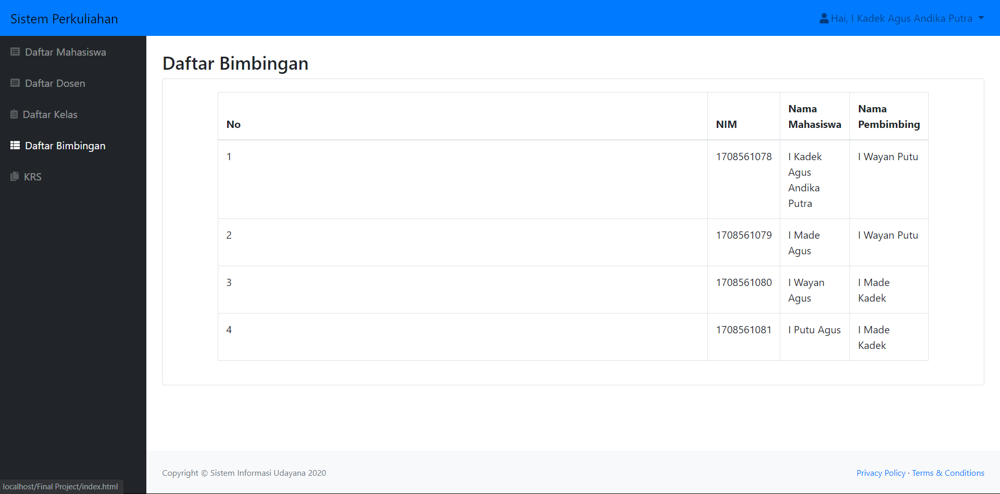 Sistem Perkuliahan
Hai, I Kadek Agus Andika Putra
Daftar Mahasiswa
Daftar Dosen
Daftar Kelas
Daftar Bimbingan
KRS
Daftar Bimbingan
No NIM Nama Mahasiswa Nama Pembimbing
1 1708561078 I Kadek Agus Andika Putra I Wayan Putu
2 1708561079 I Made Agus I Wayan Putu
3 1708561080 I Wayan Agus I Made Kadek
4 1708561081 I Putu Agus I Made Kadek
Copyright © Sistem Informasi Udayana 2020
Privacy Policy · Terms & Conditions
localhost/Final Project/index.html